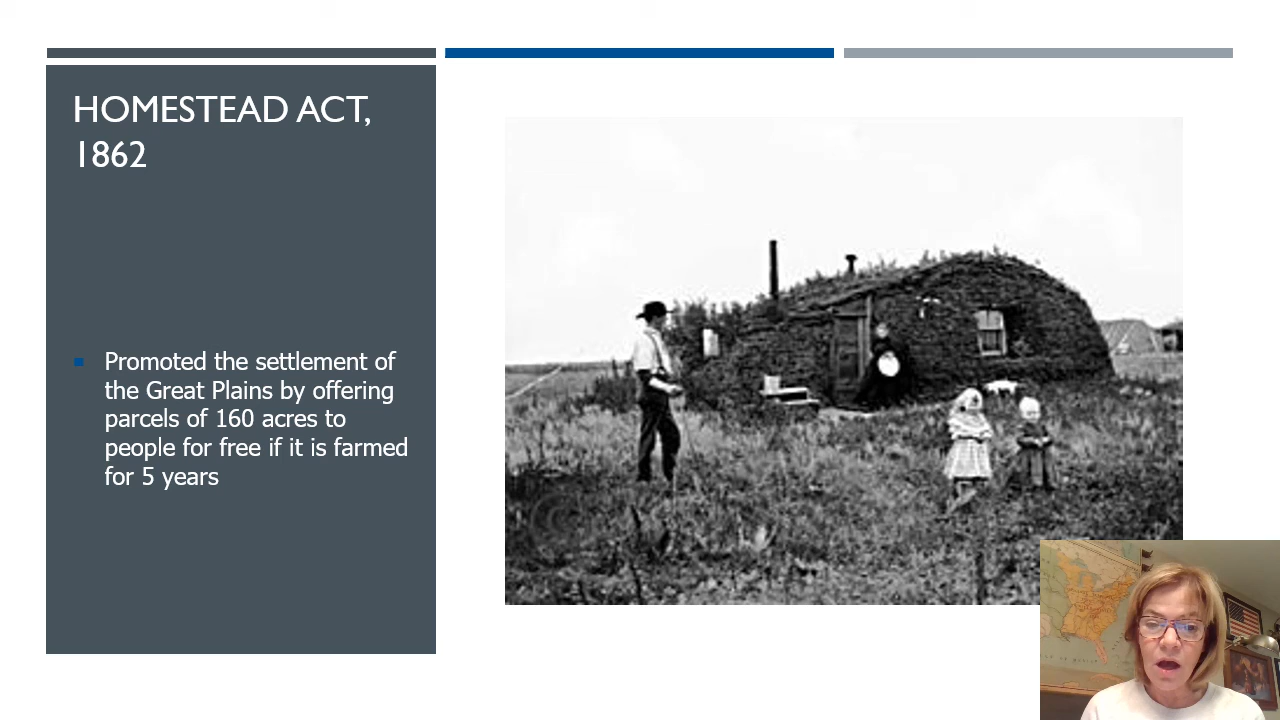 HOMESTEAD ACT,
1862
Promoted the settlement of
the Great Plains by offering
parcels of 160 acres to
people for free if it is farmed
for 5 years